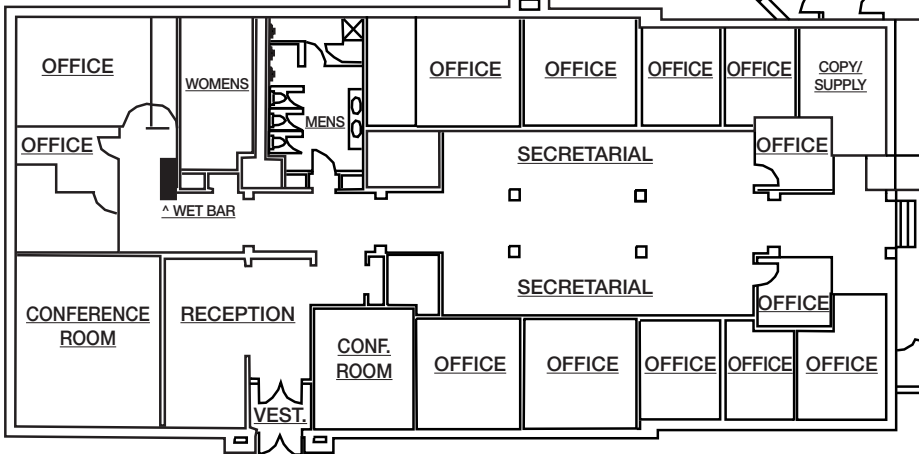 OFFICE
WOMENS
OFFICE
OFFICE
OFFICE
OFFICE
COPY/
SUPPLY
MENS
OFFICE
SECRETARIAL
OFFICE
^ WET BAR
SECRETARIAL
CONFERENCE
ROOM
RECEPTION
OFFICE
CONF.
ROOM
OFFICE
OFFICE
OFFICE
OFFICE
OFFICE
VEST.